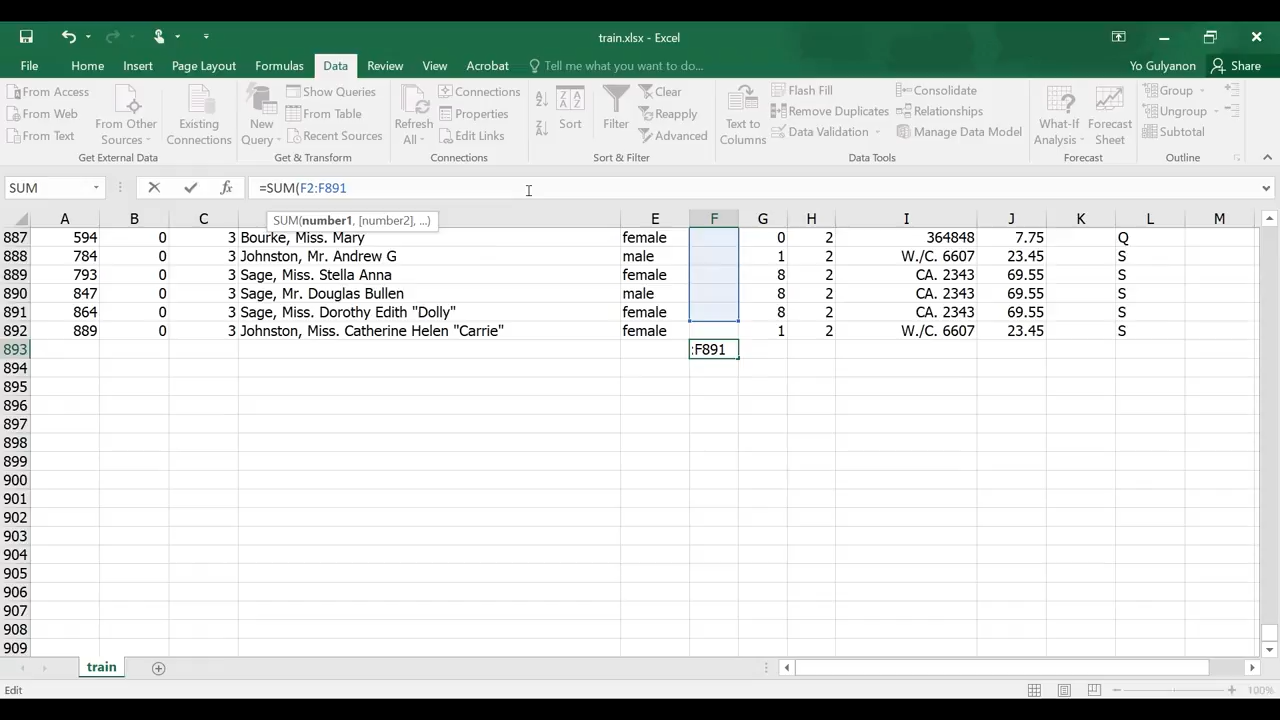 train.xlsx - Excel
File Home Insert Page Layout Formulas Data Review View Acrobat Tell me what you want to do... Yo Gulyanon Share
From Access
From Web
From Text
From Other Sources
Existing Connections
Get External Data
New Query
Show Queries
From Table
Recent Sources
Get & Transform
Refresh All
Connections
Properties
Edit Links
Connections
Sort
Filter
Clear
Reapply
Advanced
Sort & Filter
Text to Columns
Flash Fill
Remove Duplicates
Data Validation
Consolidate
Relationships
Manage Data Model
Data Tools
What-If Analysis
Forecast Sheet
Forecast
Group
Ungroup
Subtotal
Outline
SUM fx =SUM(F2:F891
SUM(number1, [number2], ...)
A B C E F G H I J K L M
887 594 0 3 Bourke, Miss. Mary female 0 2 364848 7.75 Q
888 784 0 3 Johnston, Mr. Andrew G male 1 2 W./C. 6607 23.45 S
889 793 0 3 Sage, Miss. Stella Anna female 8 2 CA. 2343 69.55 S
890 847 0 3 Sage, Mr. Douglas Bullen male 8 2 CA. 2343 69.55 S
891 864 0 3 Sage, Miss. Dorothy Edith "Dolly" female 8 2 CA. 2343 69.55 S
892 889 0 3 Johnston, Miss. Catherine Helen "Carrie" female 1 2 W./C. 6607 23.45 S
893 :F891
894
895
896
897
898
899
900
901
902
903
904
905
906
907
908
909
train
Edit 100%